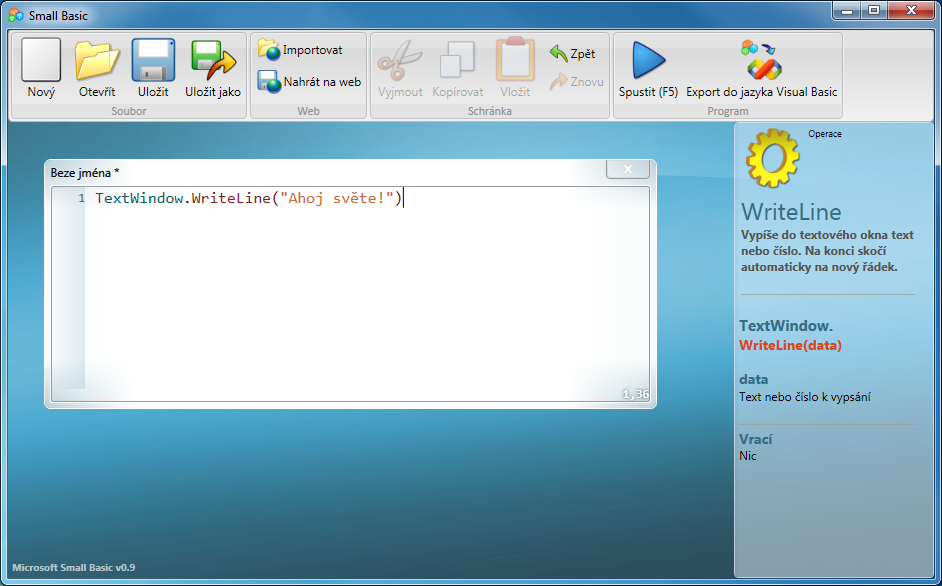 Small Basic
Nový
Otevřít
Uložit
Uložit jako
Soubor
Importovat
Nahrát na web
Web
Vyjmout
Kopírovat
Vložit
Zpět
Znovu
Schránka
Spustit (F5)
Export do jazyka Visual Basic
Program
Beze jména *
1 TextWindow.WriteLine("Ahoj světe!")
1,36
Operace
WriteLine
Vypíše do textového okna text
nebo číslo. Na konci skočí
automaticky na nový řádek.
TextWindow.
WriteLine(data)
data
Text nebo číslo k vypsání
Vrací
Nic
Microsoft Small Basic v0.9